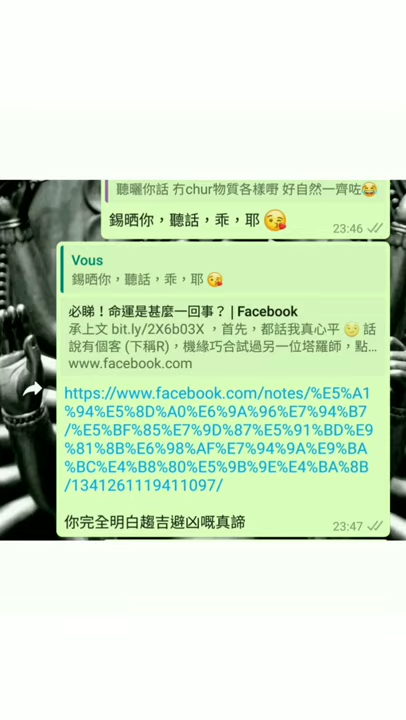 聽曬你話 冇chur物質各樣嘢 好自然一齊咗😂
錫晒你，聽話，乖，耶 😘
23:46
Vous
錫晒你，聽話，乖，耶 😘
必睇！命運是甚麼一回事？ | Facebook
承上文 bit.ly/2X6b03X ，首先，都話我真心平 😏 話
說有個客 (下稱R)，機緣巧合試過另一位塔羅師，點...
www.facebook.com
https://www.facebook.com/notes/%E5%A1
%94%E5%8D%A0%E6%9A%96%E7%94%B7
/%E5%BF%85%E7%9D%87%E5%91%BD%E9
%81%8B%E6%98%AF%E7%94%9A%E9%BA
%BC%E4%B8%80%E5%9B%9E%E4%BA%8B
/1341261119411097/
你完全明白趨吉避凶嘅真諦
23:47